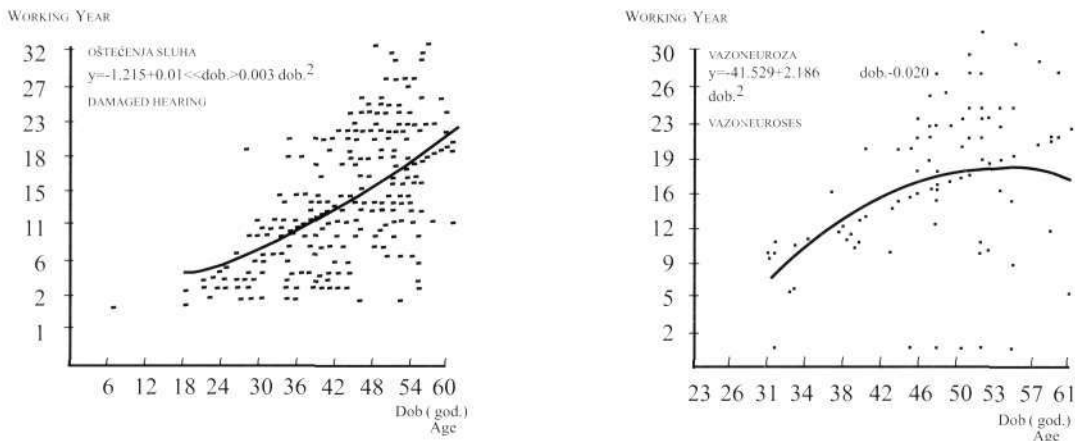 WORKING YEAR
OŠTEĆENJA SLUHA
y=-1.215+0.01<<dob.>0.003 dob.2
DAMAGED HEARING
32
27
23
18
15
11
6
2
1
6 12 18 24 30 36 42 48 54 60
Dob ( god.)
Age
WORKING YEAR
VAZONEUROZA
y=-41.529+2.186 dob.-0.020
dob.2
VAZONEUROSES
30
26
23
19
16
12
9
5
2
23 26 31 34 38 42 46 50 53 57 61
Dob ( god.)
Age